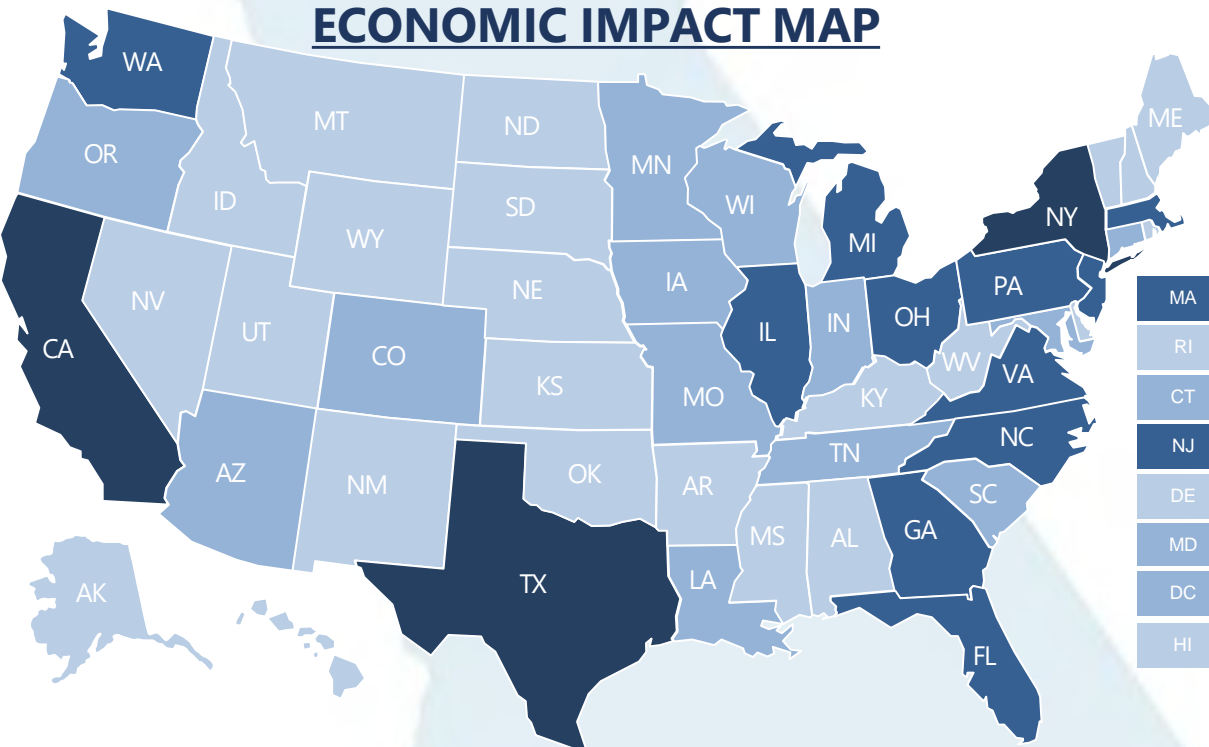 ECONOMIC IMPACT MAP
WA
MT
ND
MN
ME
OR
ID
SD
WI
NY
WY
MI
NV
NE
IA
PA
UT
CO
IL
IN
OH
CA
KS
MO
WV
VA
KY
AZ
NM
OK
TN
NC
AR
SC
MS
AL
GA
TX
LA
AK
FL
MA
RI
CT
NJ
DE
MD
DC
HI